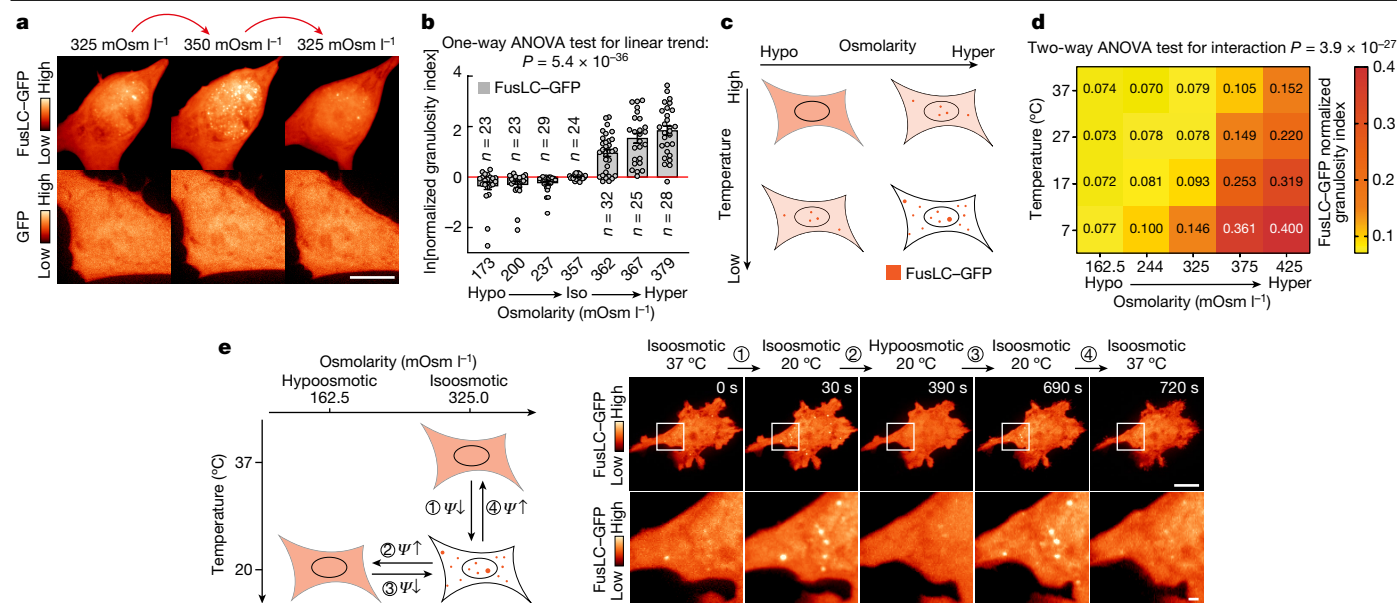 a
325 mOsm l⁻¹ 350 mOsm l⁻¹ 325 mOsm l⁻¹
FusLC–GFP
Low High
GFP
Low High
b
One-way ANOVA test for linear trend:
P = 5.4 × 10⁻³⁶
FusLC–GFP
ln[normalized granulosity index]
4
2
0
−2
n = 23 n = 23 n = 29 n = 24
n = 32 n = 25 n = 28
173 200 237 357 362 367 379
Hypo Iso Hyper
Osmolarity (mOsm l⁻¹)
c
Osmolarity
Hypo Hyper
High
Temperature
Low
FusLC–GFP
d
Two-way ANOVA test for interaction P = 3.9 × 10⁻²⁷
Temperature (°C)
37 0.074 0.070 0.079 0.105 0.152
27 0.073 0.078 0.078 0.149 0.220
17 0.072 0.081 0.093 0.253 0.319
7 0.077 0.100 0.146 0.361 0.400
162.5 244 325 375 425
Hypo Hyper
Osmolarity (mOsm l⁻¹)
FusLC–GFP normalized
granulosity index
0.4
0.3
0.2
0.1
e
Osmolarity (mOsm l⁻¹)
Hypoosmotic Isoosmotic
162.5 325.0
Temperature (°C)
37
20
① Ψ↓ ④ Ψ↑
② Ψ↑
③ Ψ↓
Isoosmotic Isoosmotic Hypoosmotic Isoosmotic Isoosmotic
37 °C ① 20 °C ② 20 °C ③ 20 °C ④ 37 °C
0 s 30 s 390 s 690 s 720 s
FusLC–GFP
Low High
FusLC–GFP
Low High